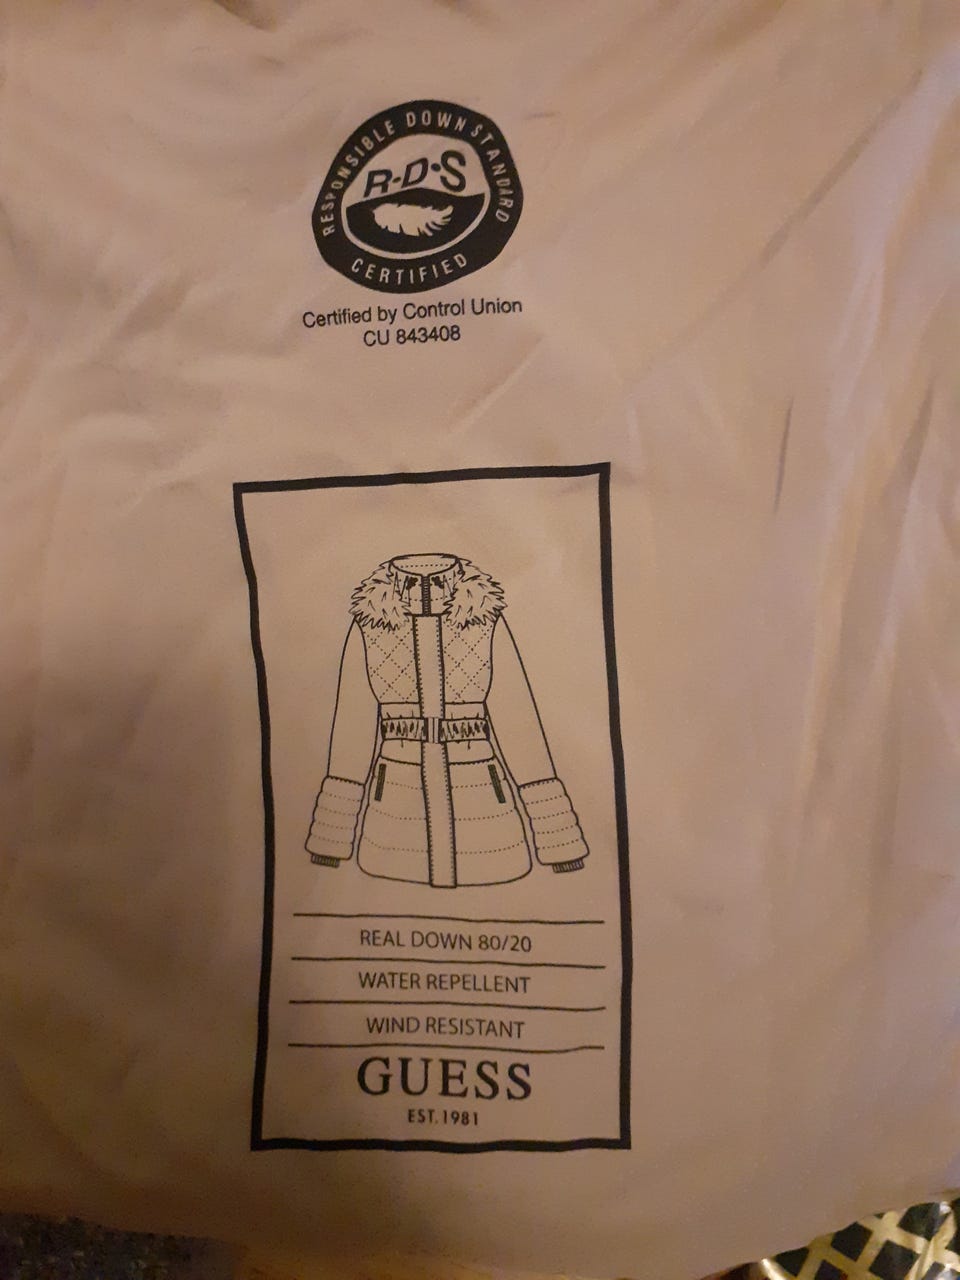 RESPONSIBLE DOWN STANDARD
R·D·S
CERTIFIED
Certified by Control Union
CU 843408
REAL DOWN 80/20
WATER REPELLENT
WIND RESISTANT
GUESS
EST. 1981